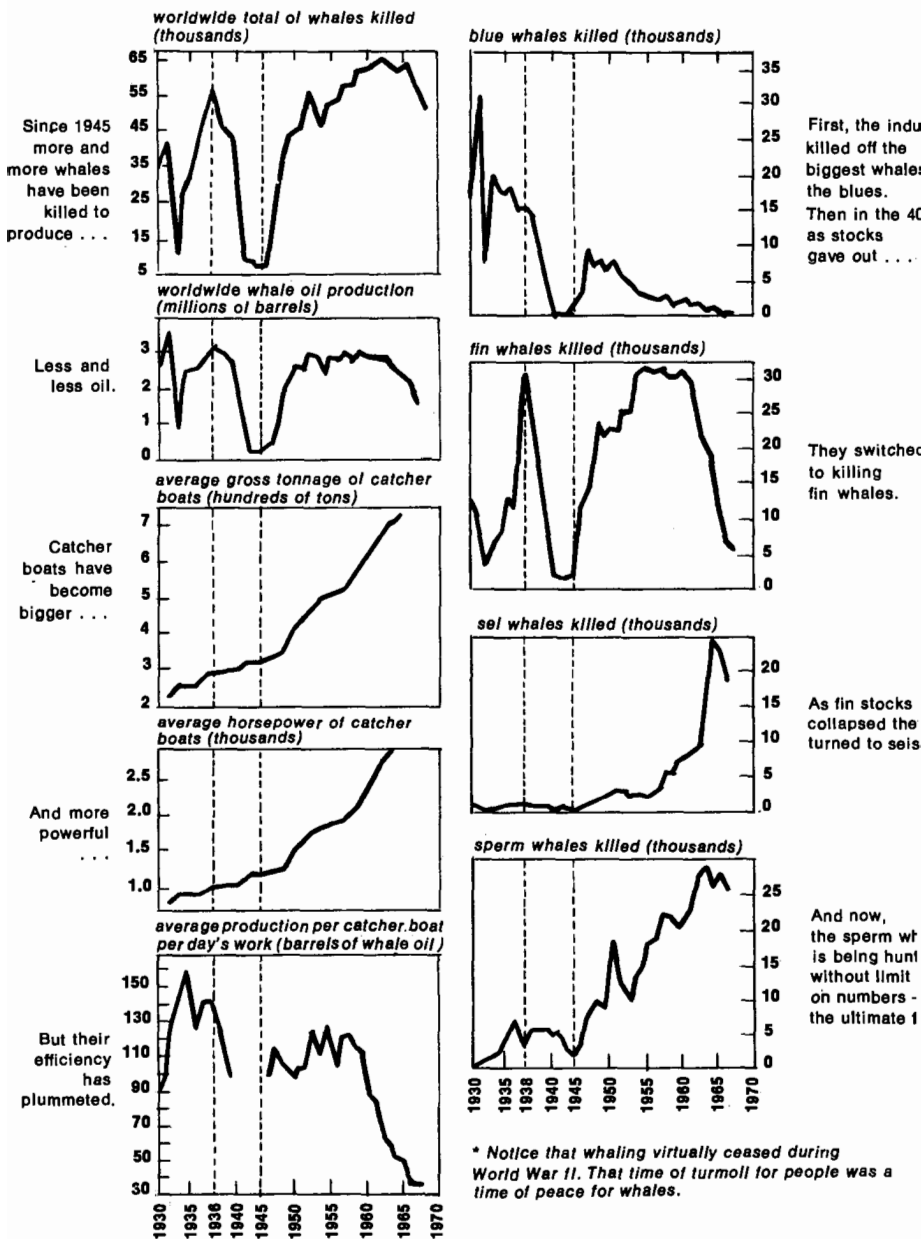 worldwide total of whales killed
(thousands)
65
55
45
35
25
15
5
Since 1945
more and
more whales
have been
killed to
produce . . .
worldwide whale oil production
(millions of barrels)
3
2
1
0
Less and
less oil.
average gross tonnage of catcher
boats (hundreds of tons)
7
6
5
4
3
2
Catcher
boats have
become
bigger . . .
average horsepower of catcher
boats (thousands)
2.5
2.0
1.5
1.0
And more
powerful
. . .
average production per catcher boat
per day's work (barrels of whale oil)
150
130
110
90
70
50
30
But their
efficiency
has
plummeted.
1930 1935 1936 1940 1945 1950 1955 1960 1965 1970
blue whales killed (thousands)
35
30
25
20
15
10
5
0
First, the indu
killed off the
biggest whales
the blues.
Then in the 40
as stocks
gave out . . .
fin whales killed (thousands)
30
25
20
15
10
5
0
They switched
to killing
fin whales.
sei whales killed (thousands)
20
15
10
5
0
As fin stocks
collapsed the
turned to seis
sperm whales killed (thousands)
25
20
15
10
5
0
And now,
the sperm wh
is being hunt
without limit
on numbers -
the ultimate
1930 1935 1938 1940 1945 1950 1955 1960 1965 1970
* Notice that whaling virtually ceased during
World War II. That time of turmoil for people was a
time of peace for whales.